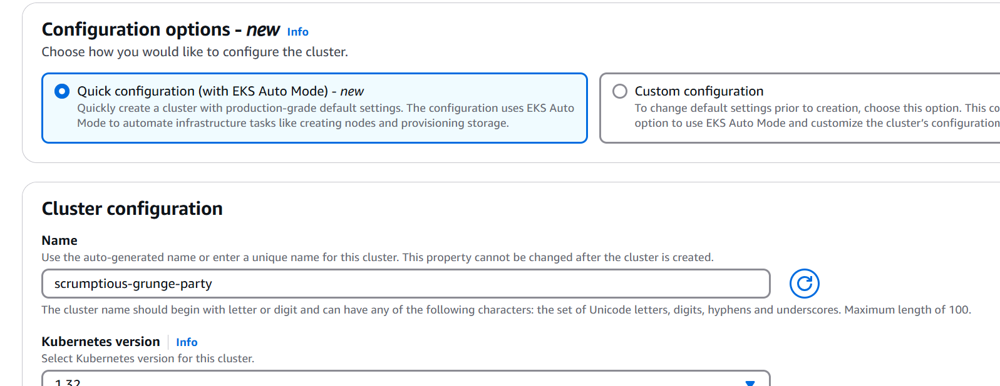 Configuration options - new Info
Choose how you would like to configure the cluster.
Quick configuration (with EKS Auto Mode) - new
Quickly create a cluster with production-grade default settings. The configuration uses EKS Auto
Mode to automate infrastructure tasks like creating nodes and provisioning storage.
Custom configuration
To change default settings prior to creation, choose this option. This co
option to use EKS Auto Mode and customize the cluster's configuration
Cluster configuration
Name
Use the auto-generated name or enter a unique name for this cluster. This property cannot be changed after the cluster is created.
scrumptious-grunge-party
The cluster name should begin with letter or digit and can have any of the following characters: the set of Unicode letters, digits, hyphens and underscores. Maximum length of 100.
Kubernetes version Info
Select Kubernetes version for this cluster.
1.32